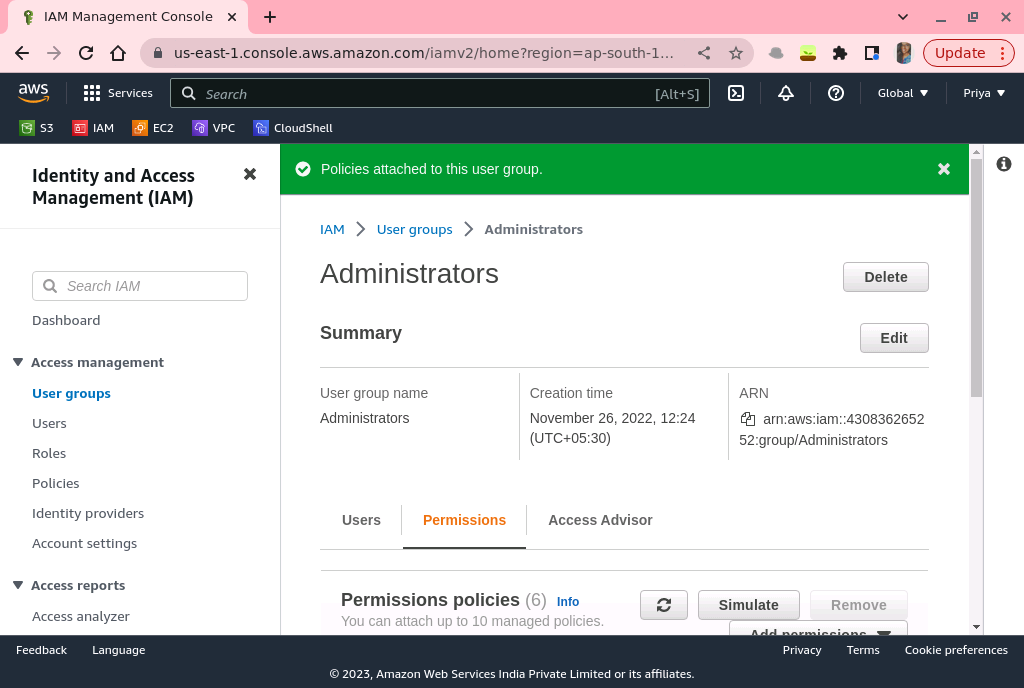 IAM Management Console
us-east-1.console.aws.amazon.com/iamv2/home?region=ap-south-1...
Update
aws
Services
Search
[Alt+S]
Global
Priya
S3
IAM
EC2
VPC
CloudShell
Identity and Access
Management (IAM)
Search IAM
Dashboard
Access management
User groups
Users
Roles
Policies
Identity providers
Account settings
Access reports
Access analyzer
Policies attached to this user group.
IAM
User groups
Administrators
Administrators
Delete
Summary
Edit
User group name
Administrators
Creation time
November 26, 2022, 12:24
(UTC+05:30)
ARN
arn:aws:iam::4308362652
52:group/Administrators
Users
Permissions
Access Advisor
Permissions policies (6) Info
You can attach up to 10 managed policies.
Simulate
Remove
Add permissions
Feedback
Language
Privacy
Terms
Cookie preferences
© 2023, Amazon Web Services India Private Limited or its affiliates.